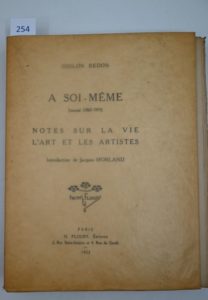 254
ODILON REDON
A SOI-MÊME
Journal (1867-1915)
NOTES SUR LA VIE
L'ART ET LES ARTISTES
Introduction de Jacques MORLAND
PARIS
H. FLOURY, Éditeur